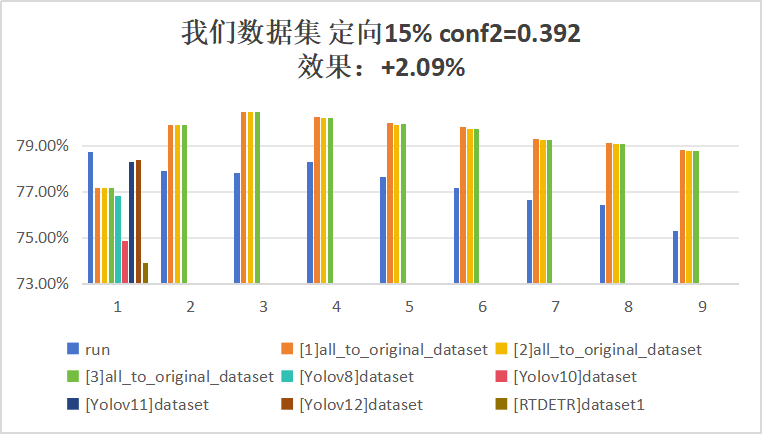 我们数据集 定向15% conf2=0.392
效果：+2.09%
79.00%
77.00%
75.00%
73.00%
1 2 3 4 5 6 7 8 9
run [1]all_to_original_dataset [2]all_to_original_dataset
[3]all_to_original_dataset [Yolov8]dataset [Yolov10]dataset
[Yolov11]dataset [Yolov12]dataset [RTDETR]dataset1